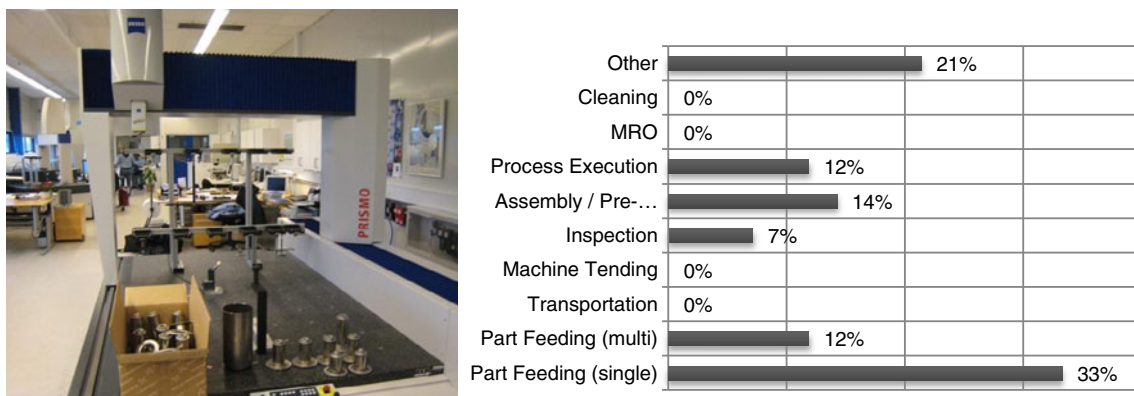 ZEISS
PRISMO
Other 21%
Cleaning 0%
MRO 0%
Process Execution 12%
Assembly / Pre-… 14%
Inspection 7%
Machine Tending 0%
Transportation 0%
Part Feeding (multi) 12%
Part Feeding (single) 33%